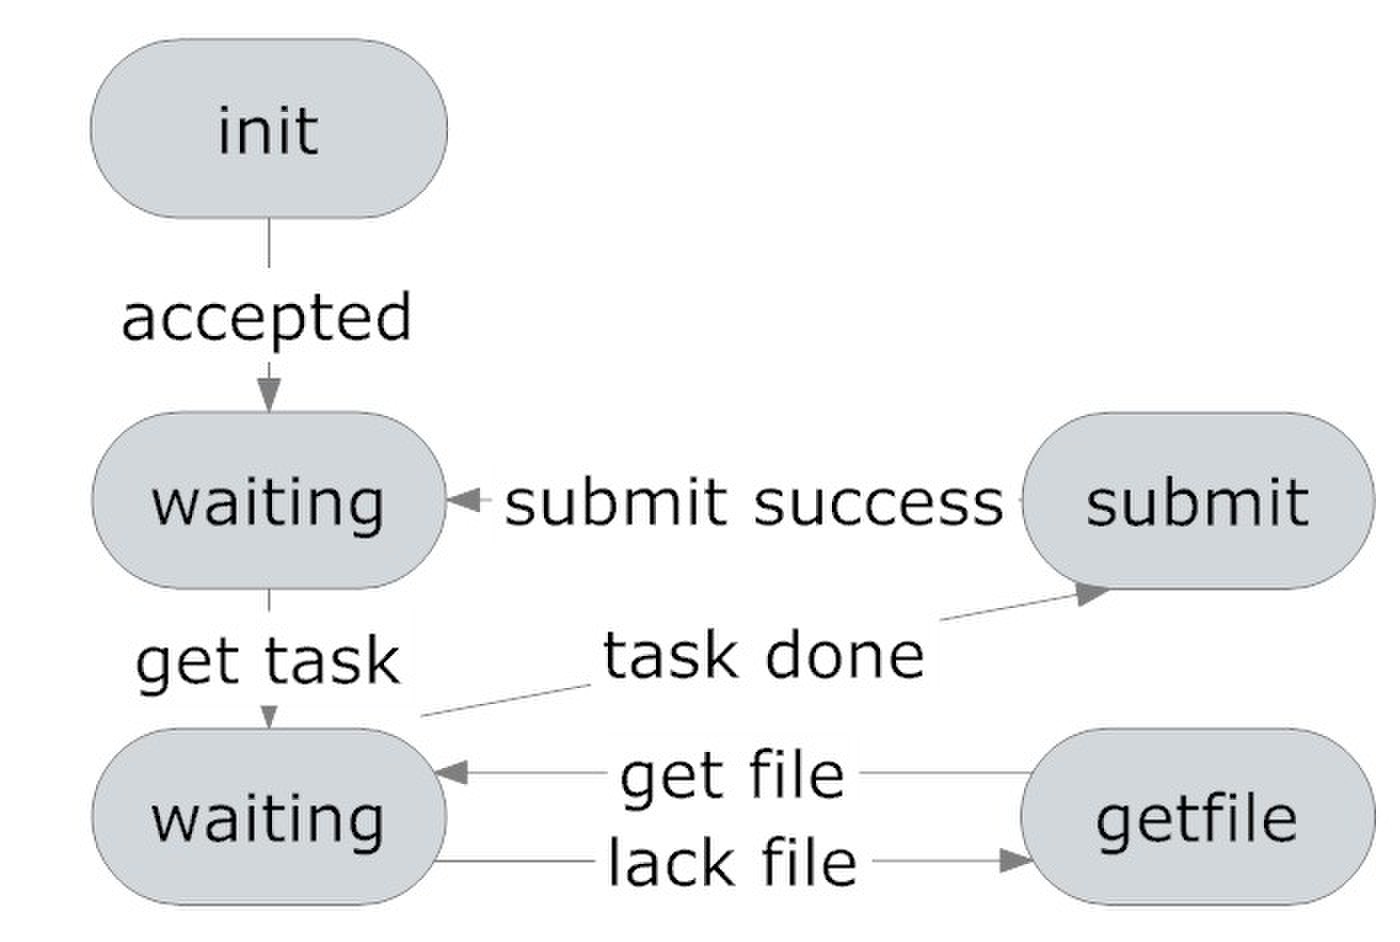 init
accepted
waiting
submit success
submit
get task
task done
waiting
get file
getfile
lack file